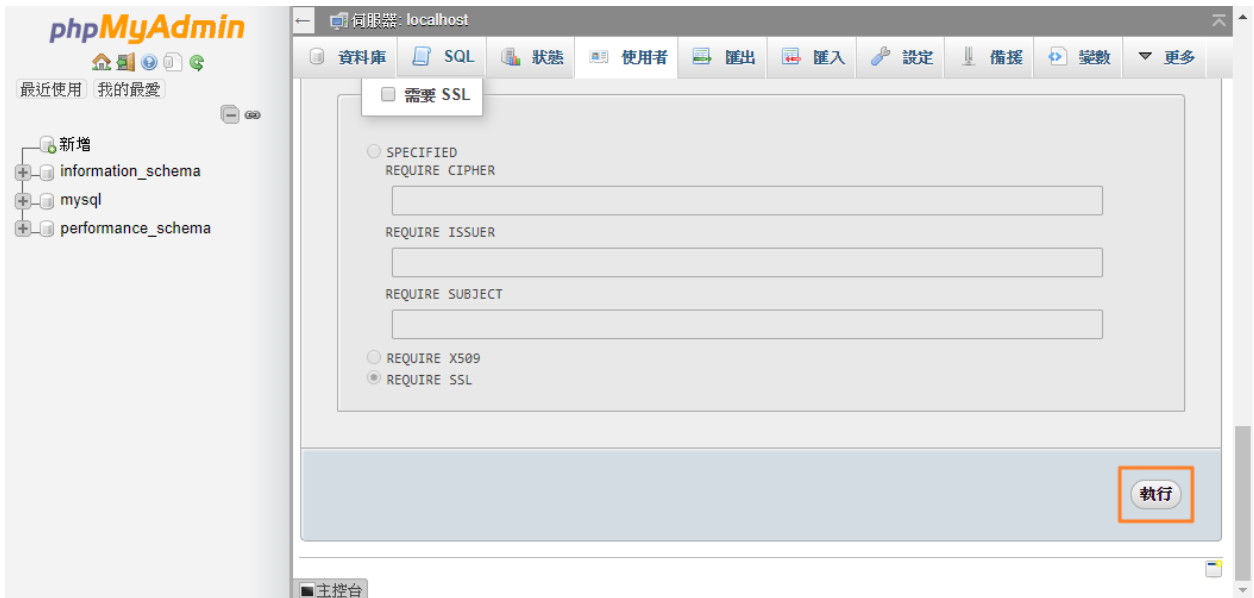 phpMyAdmin
最近使用 我的最愛
新增
information_schema
mysql
performance_schema
伺服器: localhost
資料庫 SQL 狀態 使用者 匯出 匯入 設定 備援 變數 更多
需要 SSL
SPECIFIED
REQUIRE CIPHER
REQUIRE ISSUER
REQUIRE SUBJECT
REQUIRE X509
REQUIRE SSL
執行
主控台